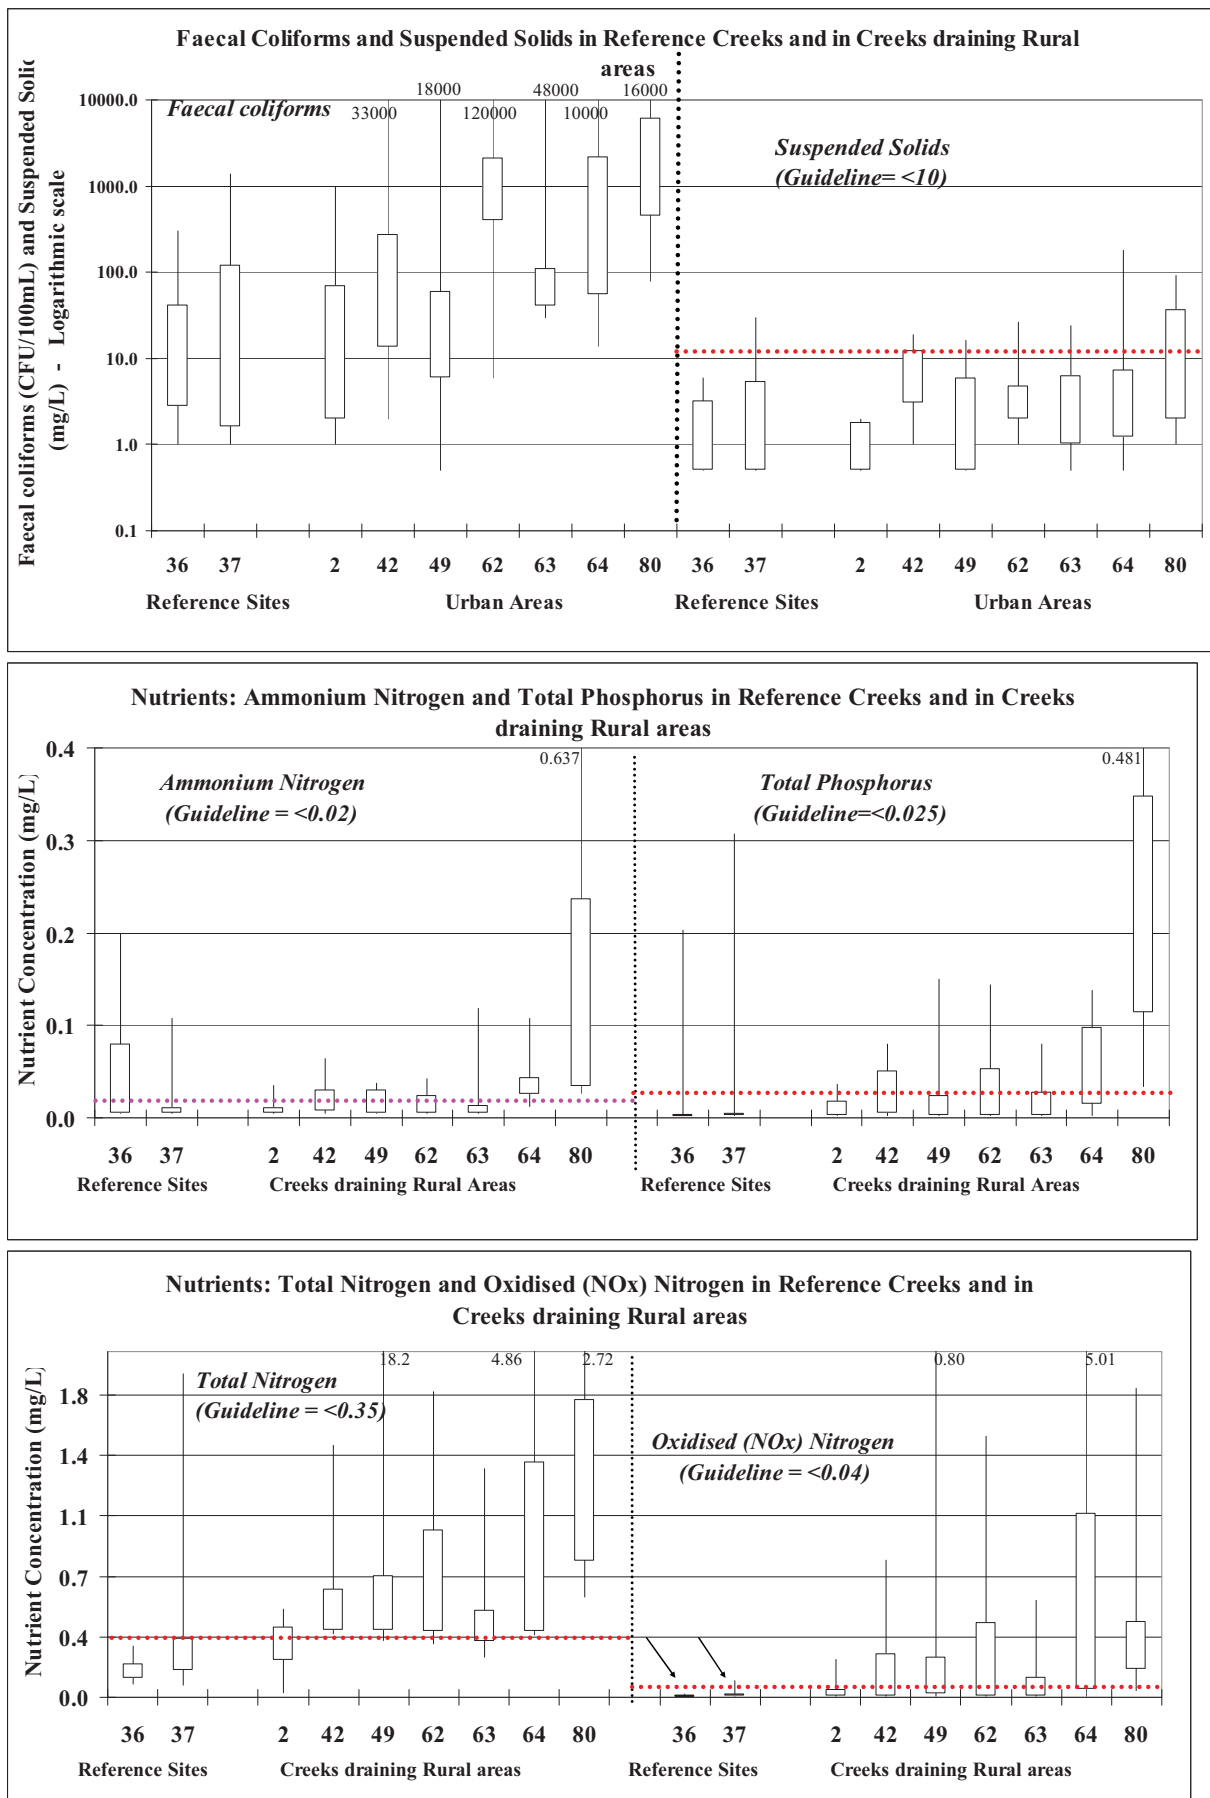 Faecal Coliforms and Suspended Solids in Reference Creeks and in Creeks draining Rural
areas
Faecal coliforms (CFU/100mL) and Suspended
(mg/L) - Logarithmic scale
Faecal coliforms
18000
48000
16000
33000
120000
10000
Suspended Solids
(Guideline= <10)
10000.0
1000.0
100.0
10.0
1.0
0.1
36 37 2 42 49 62 63 64 80 36 37 2 42 49 62 63 64 80
Reference Sites Urban Areas Reference Sites Urban Areas
Nutrients: Ammonium Nitrogen and Total Phosphorus in Reference Creeks and in Creeks
draining Rural areas
Nutrient Concentration (mg/L)
Ammonium Nitrogen
(Guideline = <0.02)
0.637
Total Phosphorus
(Guideline=<0.025)
0.481
0.4
0.3
0.2
0.1
0.0
36 37 2 42 49 62 63 64 80 36 37 2 42 49 62 63 64 80
Reference Sites Creeks draining Rural Areas Reference Sites Creeks draining Rural Areas
Nutrients: Total Nitrogen and Oxidised (NOx) Nitrogen in Reference Creeks and in
Creeks draining Rural areas
Nutrient Concentration (mg/L)
18.2 4.86 2.72 0.80 5.01
Total Nitrogen
(Guideline = <0.35)
Oxidised (NOx) Nitrogen
(Guideline = <0.04)
1.8
1.4
1.1
0.7
0.4
0.0
36 37 2 42 49 62 63 64 80 36 37 2 42 49 62 63 64 80
Reference Sites Creeks draining Rural areas Reference Sites Creeks draining Rural areas